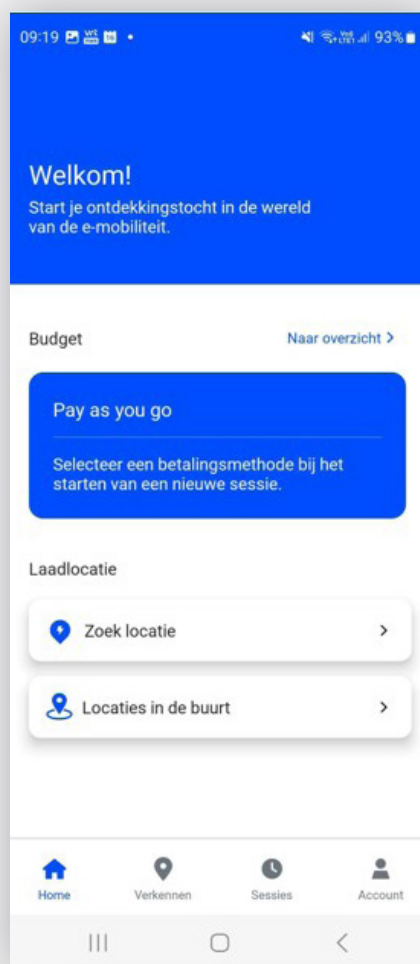 09:19
93%
Welkom!
Start je ontdekkingstocht in de wereld
van de e-mobiliteit.
Budget
Naar overzicht
Pay as you go
Selecteer een betalingsmethode bij het
starten van een nieuwe sessie.
Laadlocatie
Zoek locatie
Locaties in de buurt
Home
Verkennen
Sessies
Account